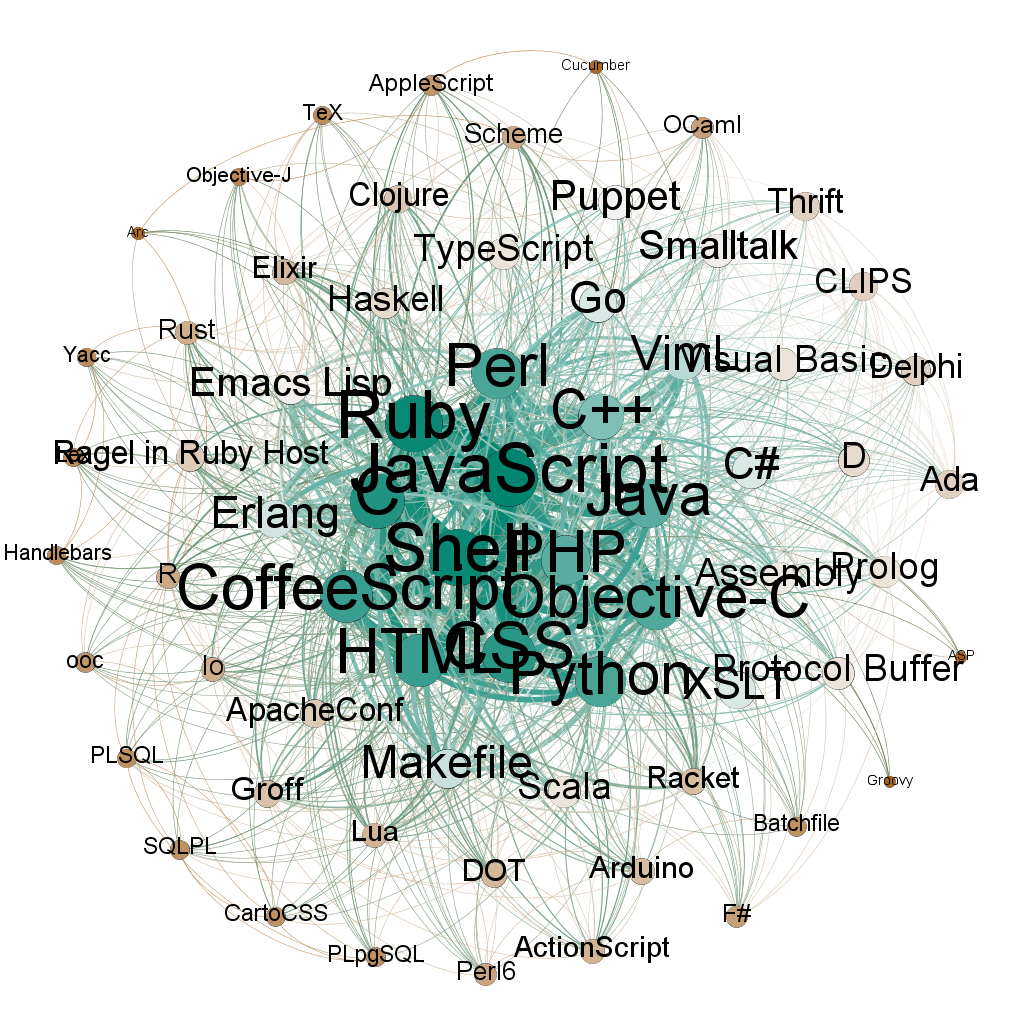 Cucumber
AppleScript
TeX
OCaml
Scheme
Objective-J
Clojure
Puppet
Thrift
Arc
TypeScript
Smalltalk
Elixir
CLIPS
Haskell
Go
Rust
Yacc
VimL
Visual Basic
Delphi
Perl
Emacs Lisp
Ruby
C++
Ragel in Ruby Host
JavaScript
C#
D
Ada
C
Java
Erlang
Handlebars
Shell
PHP
R
CoffeeScript
Assembly
Prolog
Objective-C
HTML
CSS
ooc
Io
Python
XSLT
Protocol Buffer
ASP
ApacheConf
PLSQL
Makefile
Scala
Racket
Groovy
Groff
Lua
Batchfile
SQLPL
DOT
Arduino
CartoCSS
F#
PLpgSQL
Perl6
ActionScript